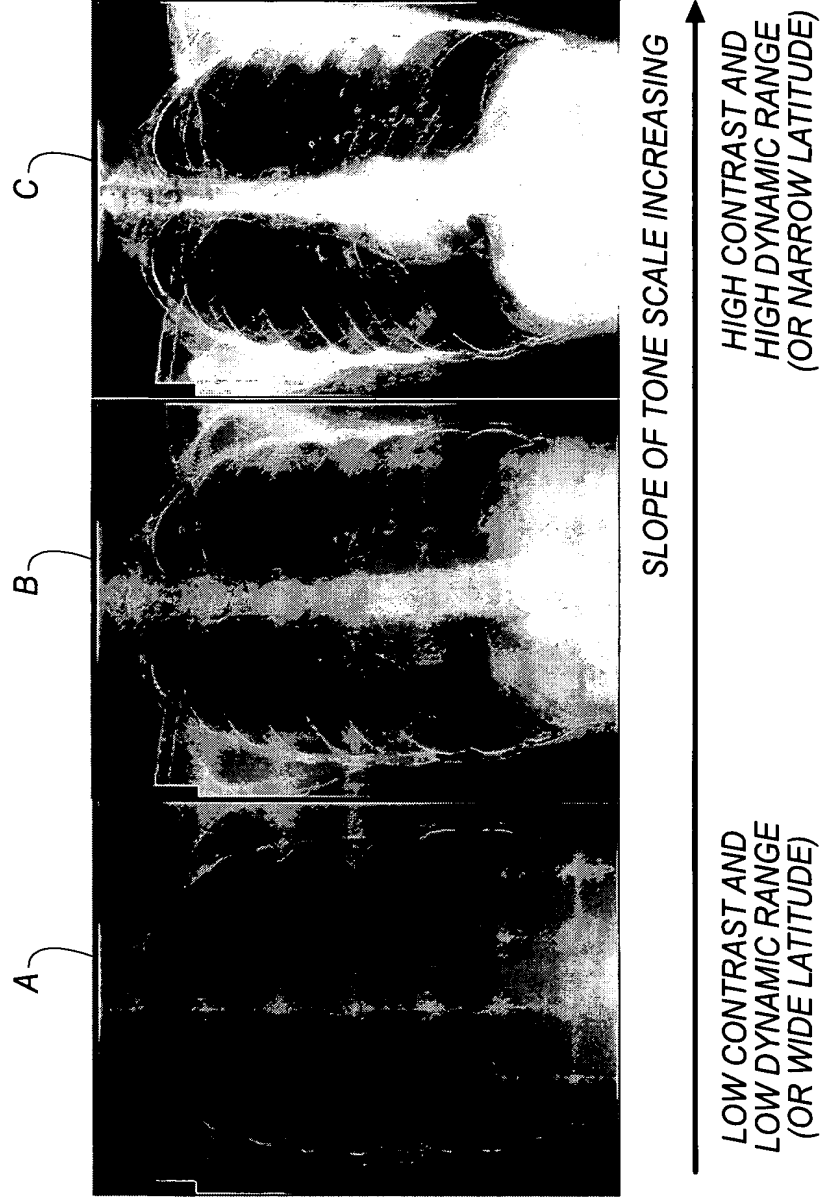 A
B
C
SLOPE OF TONE SCALE INCREASING
LOW CONTRAST AND
LOW DYNAMIC RANGE
(OR WIDE LATITUDE)
HIGH CONTRAST AND
HIGH DYNAMIC RANGE
(OR NARROW LATITUDE)